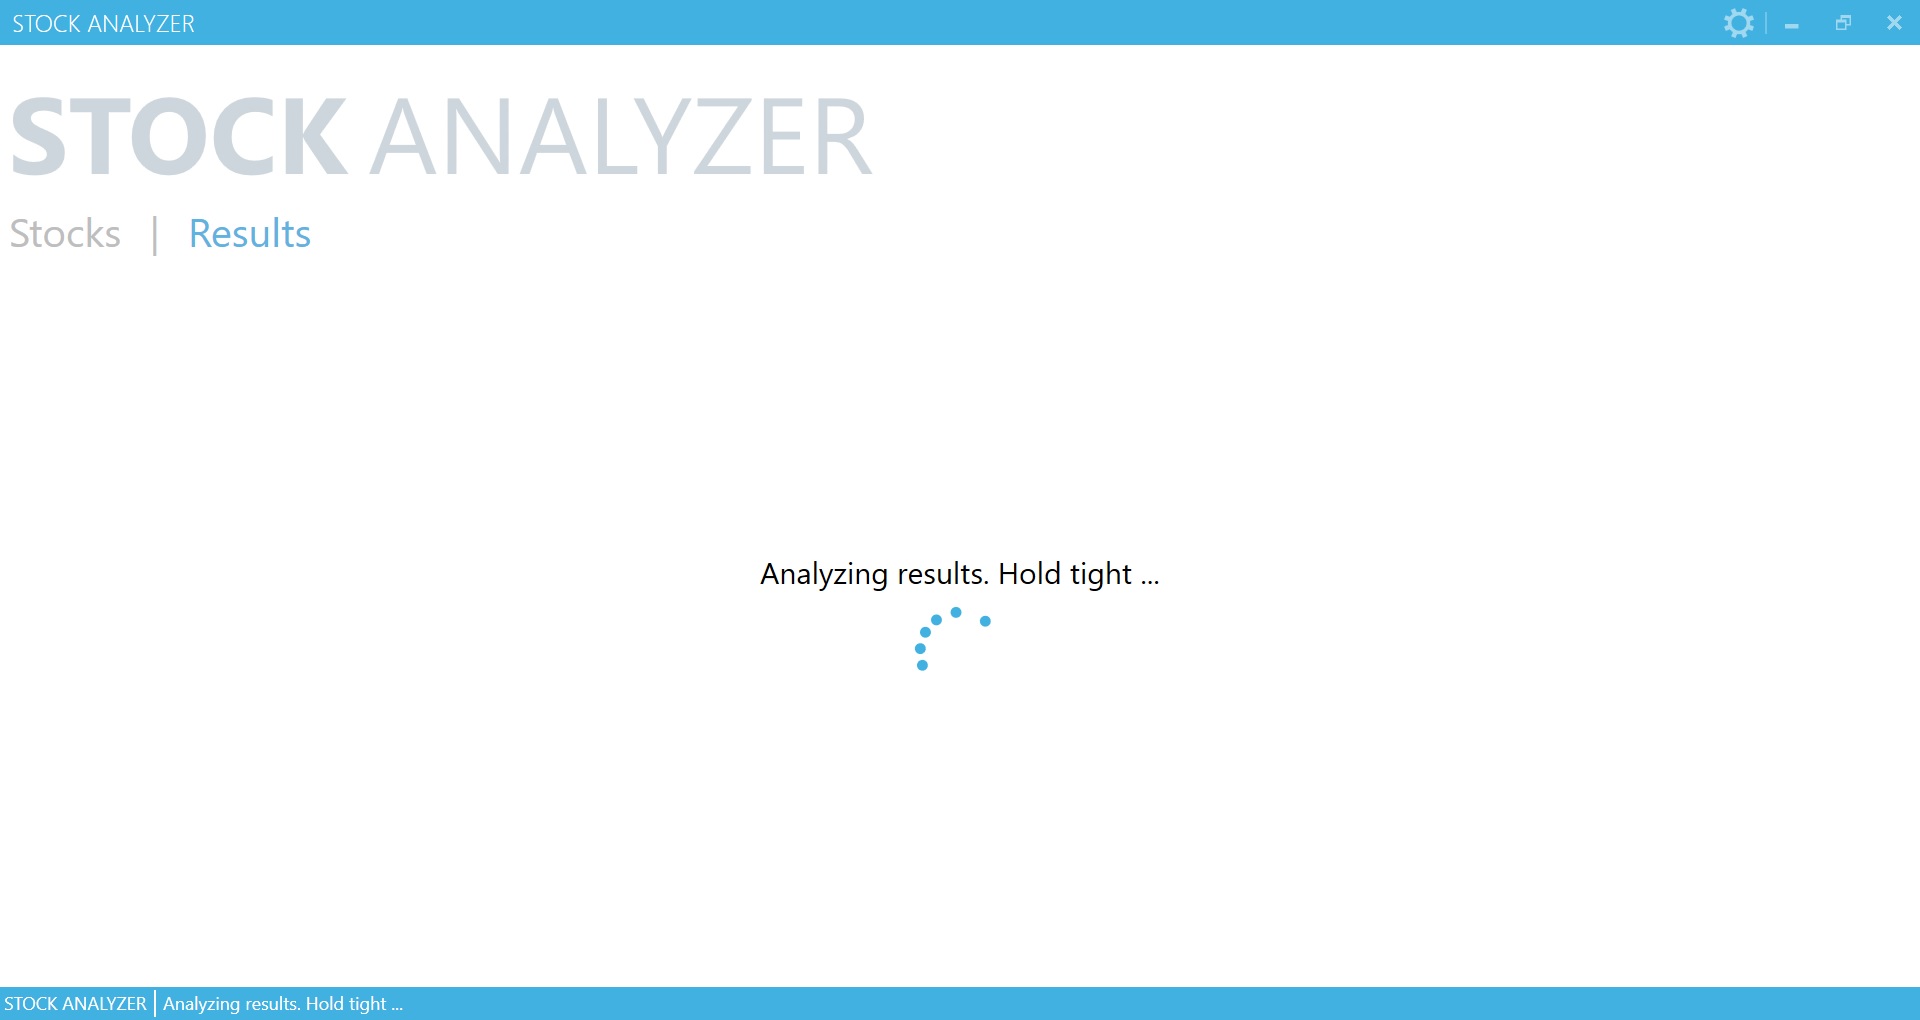 STOCK ANALYZER
STOCK ANALYZER
Stocks | Results
Analyzing results. Hold tight ...
STOCK ANALYZER | Analyzing results. Hold tight ...